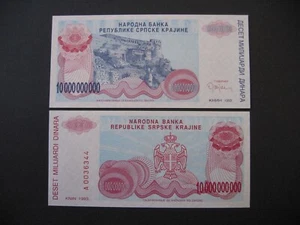 НАРОДНА БАНКА
РЕПУБЛИКЕ СРПСКЕ КРАЈИНЕ
ДЕСЕТ МИЛИЈАРДИ ДИНАРА
10 000 000 000
NARODNA BANKA
REPUBLIKE SRPSKE KRAJINE
DESET MILIJARDI DINARA
A 0036344
10 000 000 000